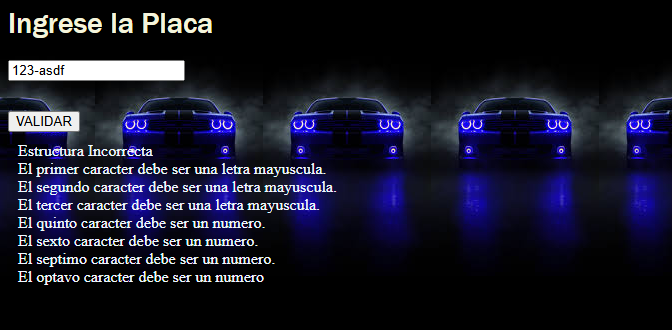 Ingrese la Placa
123-asdf
VALIDAR
Estructura Incorrecta
El primer caracter debe ser una letra mayuscula.
El segundo caracter debe ser una letra mayuscula.
El tercer caracter debe ser una letra mayuscula.
El quinto caracter debe ser un numero.
El sexto caracter debe ser un numero.
El septimo caracter debe ser un numero.
El optavo caracter debe ser un numero